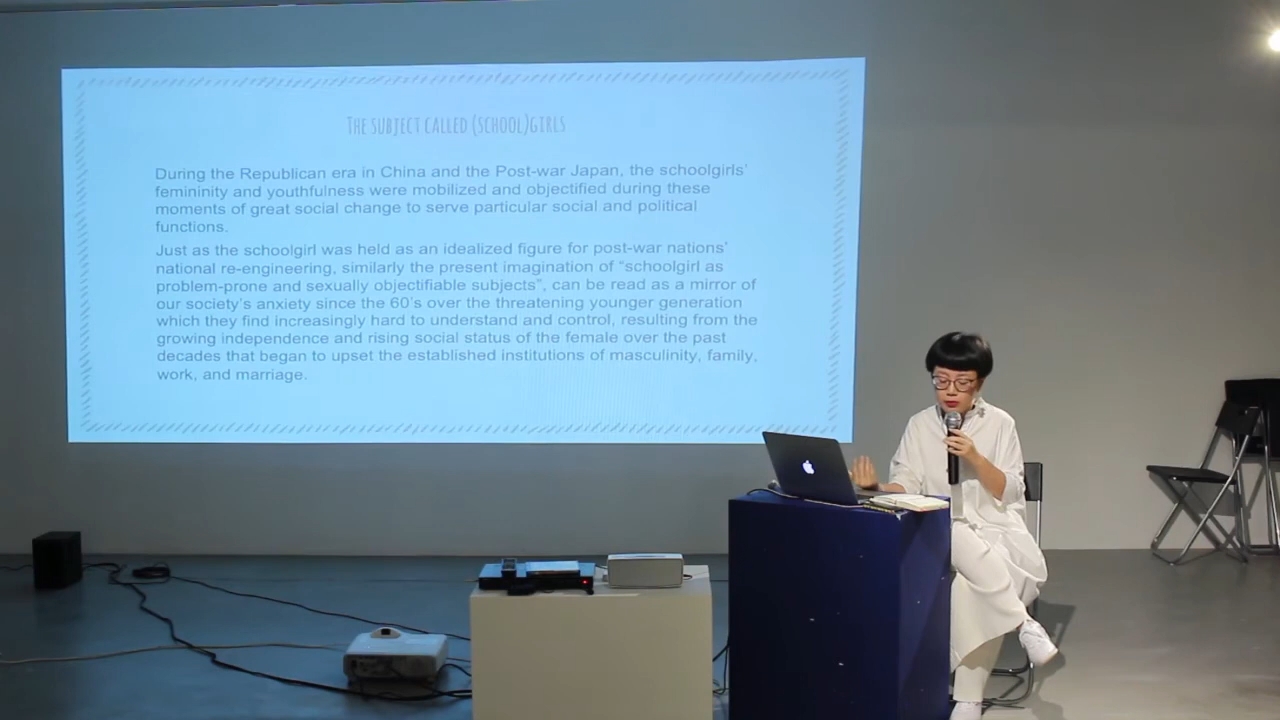 THE SUBJECT CALLED (SCHOOL)GIRLS
During the Republican era in China and the Post-war Japan, the schoolgirls'
femininity and youthfulness were mobilized and objectified during these
moments of great social change to serve particular social and political
functions.
Just as the schoolgirl was held as an idealized figure for post-war nations'
national re-engineering, similarly the present imagination of “schoolgirl as
problem-prone and sexually objectifiable subjects”, can be read as a mirror of
our society's anxiety since the 60's over the threatening younger generation
which they find increasingly hard to understand and control, resulting from the
growing independence and rising social status of the female over the past
decades that began to upset the established institutions of masculinity, family,
work, and marriage.